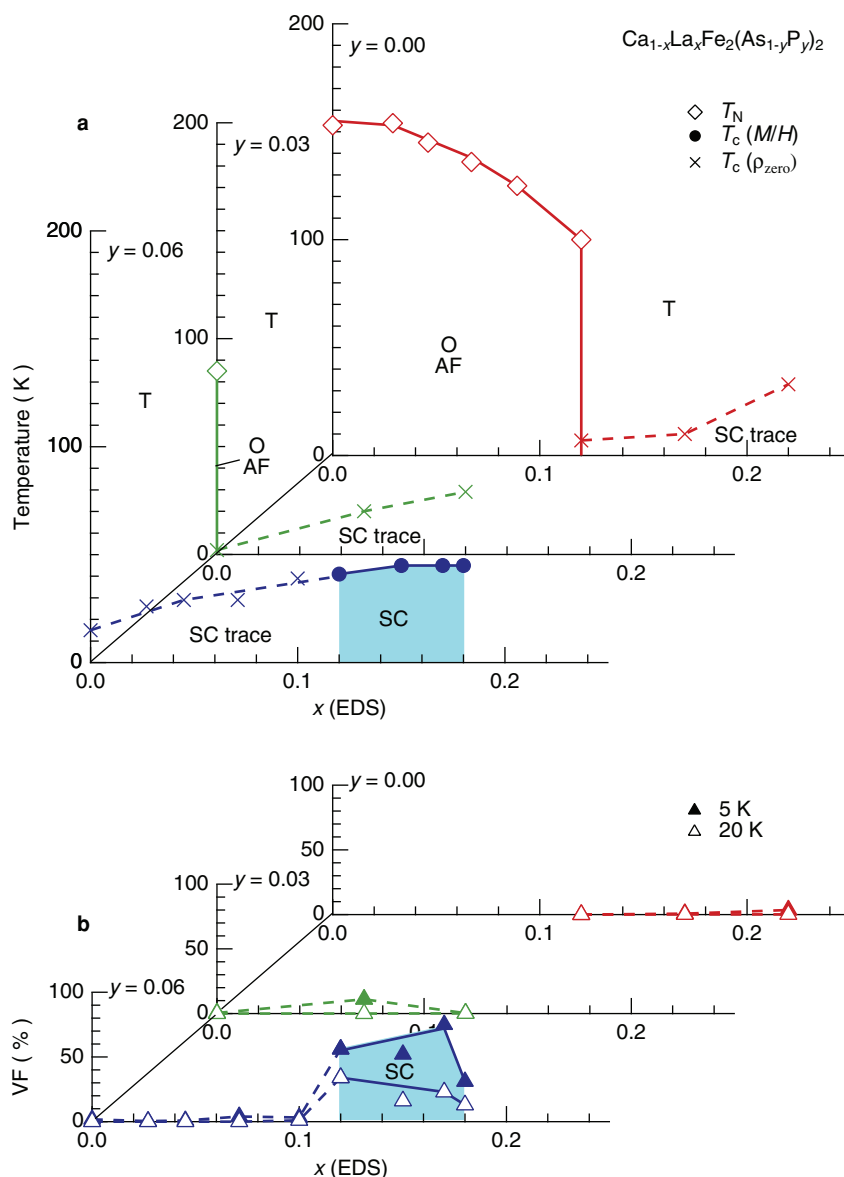 Ca1-xLaxFe2(As1-yPy)2
TN
Tc (M/H)
Tc (ρzero)
a
200
y = 0.00
100
0
O
AF
T
SC trace
0.0
0.1
0.2
200
y = 0.03
T
100
O
AF
0
SC trace
0.0
0.2
200
y = 0.06
T
100
0
SC trace
SC
0.0
0.1
0.2
Temperature ( K )
x (EDS)
b
5 K
20 K
100
y = 0.00
50
0
0.0
0.1
0.2
100
y = 0.03
50
0
0.0
0.1
0.2
100
y = 0.06
50
0
SC
0.0
0.1
0.2
VF ( % )
x (EDS)